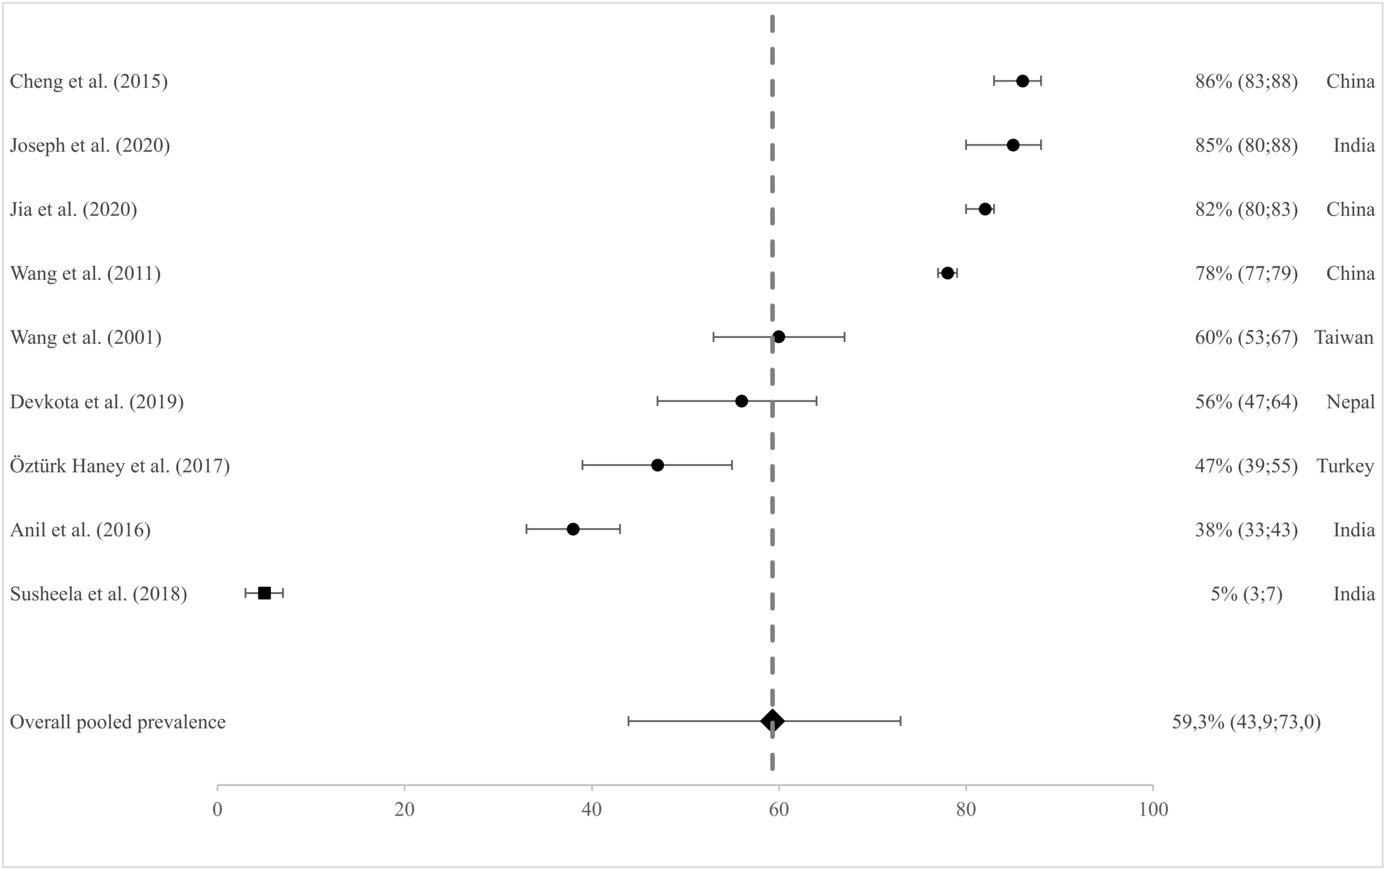 Cheng et al. (2015) 86% (83;88) China
Joseph et al. (2020) 85% (80;88) India
Jia et al. (2020) 82% (80;83) China
Wang et al. (2011) 78% (77;79) China
Wang et al. (2001) 60% (53;67) Taiwan
Devkota et al. (2019) 56% (47;64) Nepal
Öztürk Haney et al. (2017) 47% (39;55) Turkey
Anil et al. (2016) 38% (33;43) India
Susheela et al. (2018) 5% (3;7) India
Overall pooled prevalence 59,3% (43,9;73,0)
0 20 40 60 80 100